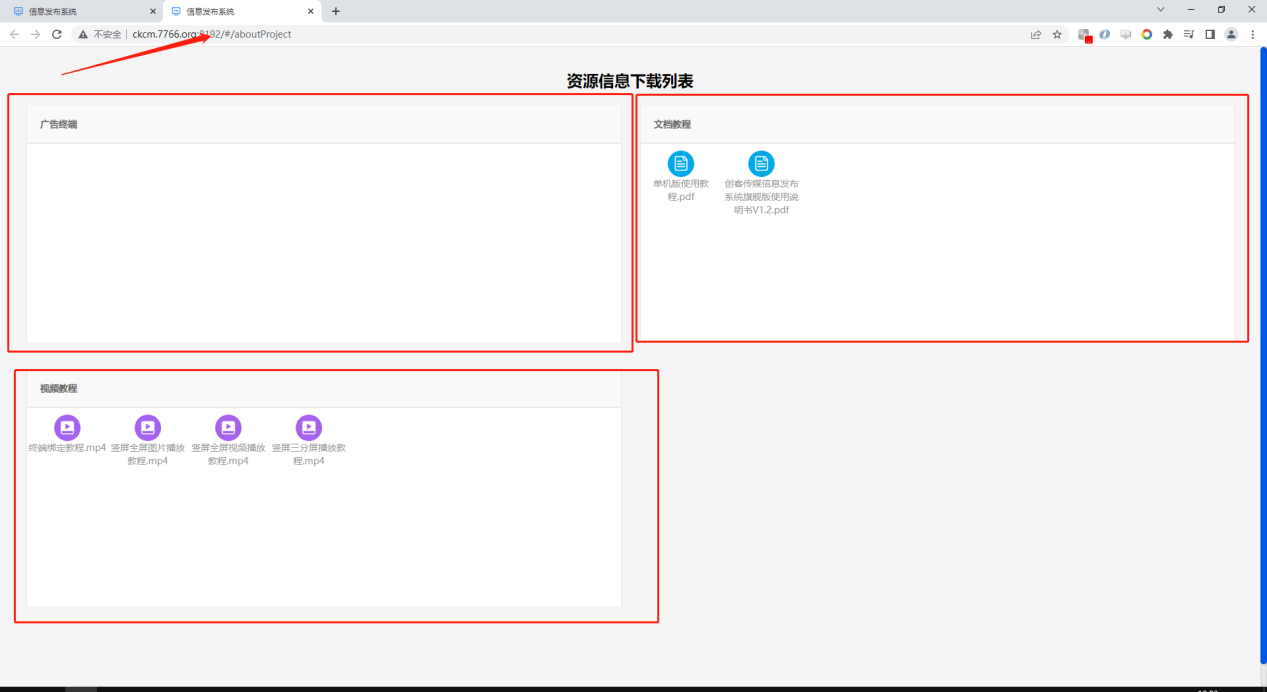 信息发布系统
信息发布系统
不安全
ckcm.7766.org:8192/#/aboutProject
资源信息下载列表
广告终端
文档教程
单机版使用教
程.pdf
创客传媒信息发布
系统旗舰版使用说
明书V1.2.pdf
视频教程
终端绑定教程.mp4
竖屏全屏图片播放
教程.mp4
竖屏全屏视频播放
教程.mp4
竖屏三分屏播放教
程.mp4